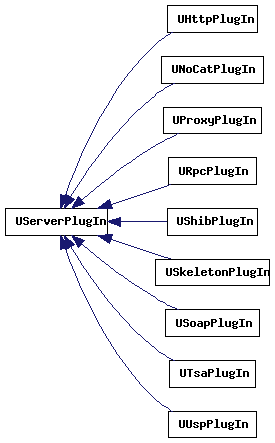 UHttpPlugIn
UNoCatPlugIn
UProxyPlugIn
URpcPlugIn
UServerPlugIn
UShibPlugIn
USkeletonPlugIn
USoapPlugIn
UTsaPlugIn
UUspPlugIn